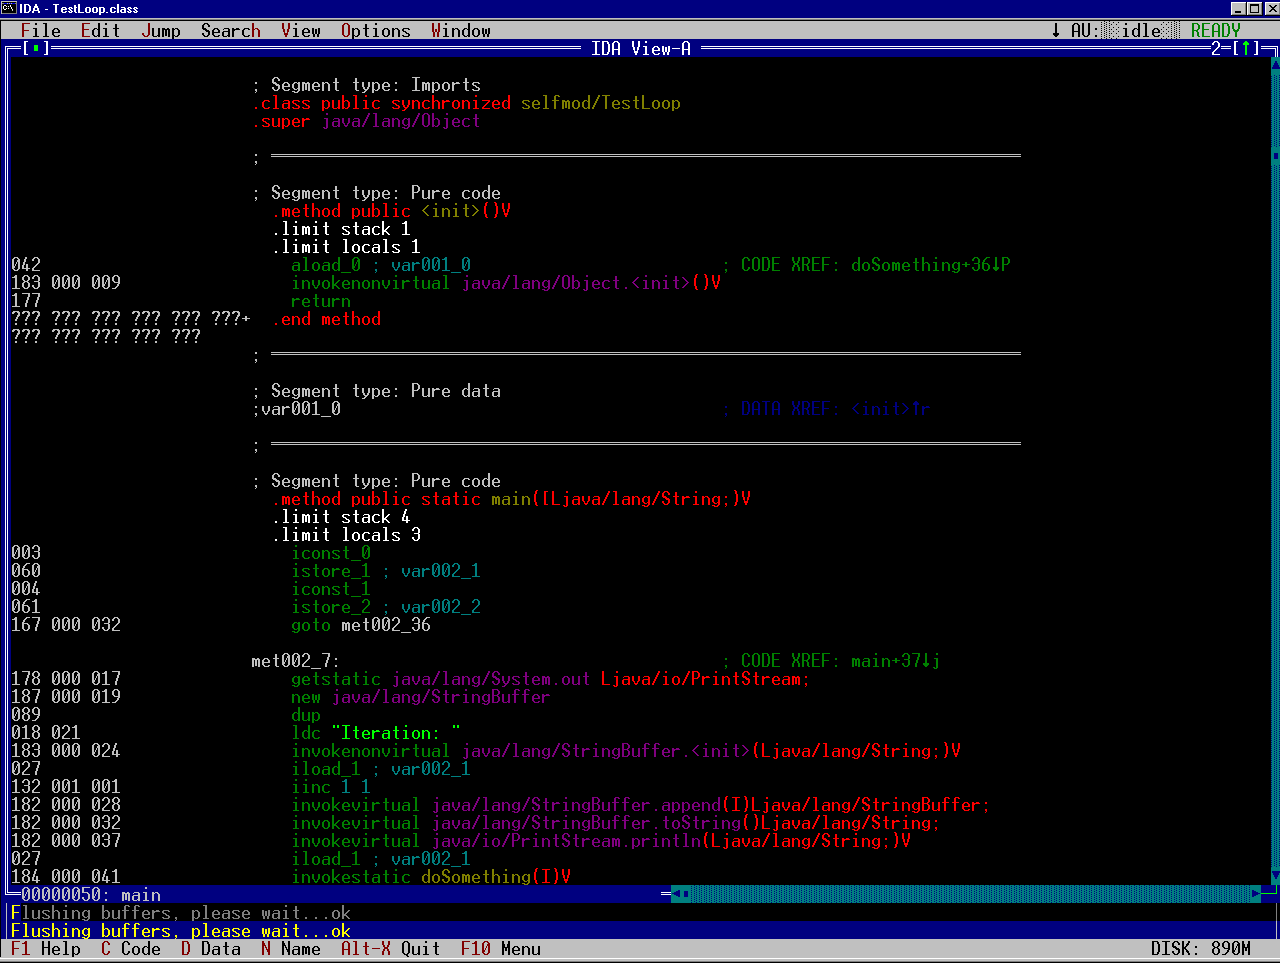 IDA - TestLoop.class
File Edit Jump Search View Options Window ↓ AU: idle READY
[▪] IDA View-A 2 [↑]
; Segment type: Imports
.class public synchronized selfmod/TestLoop
.super java/lang/Object
;
; Segment type: Pure code
.method public <init>()V
.limit stack 1
.limit locals 1
042 aload_0 ; var001_0 ; CODE XREF: doSomething+36↓P
183 000 009 invokenonvirtual java/lang/Object.<init>()V
177 return
??? ??? ??? ??? ??? ???+ .end method
??? ??? ??? ??? ???
;
; Segment type: Pure data
;var001_0 ; DATA XREF: <init>↑r
;
; Segment type: Pure code
.method public static main([Ljava/lang/String;)V
.limit stack 4
.limit locals 3
003 iconst_0
060 istore_1 ; var002_1
004 iconst_1
061 istore_2 ; var002_2
167 000 032 goto met002_36
met002_7: ; CODE XREF: main+37↓j
178 000 017 getstatic java/lang/System.out Ljava/io/PrintStream;
187 000 019 new java/lang/StringBuffer
089 dup
018 021 ldc "Iteration: "
183 000 024 invokenonvirtual java/lang/StringBuffer.<init>(Ljava/lang/String;)V
027 iload_1 ; var002_1
132 001 001 iinc 1 1
182 000 028 invokevirtual java/lang/StringBuffer.append(I)Ljava/lang/StringBuffer;
182 000 032 invokevirtual java/lang/StringBuffer.toString()Ljava/lang/String;
182 000 037 invokevirtual java/io/PrintStream.println(Ljava/lang/String;)V
027 iload_1 ; var002_1
184 000 041 invokestatic doSomething(I)V
00000050: main
Flushing buffers, please wait...ok
Flushing buffers, please wait...ok
F1 Help C Code D Data N Name Alt-X Quit F10 Menu DISK: 890M